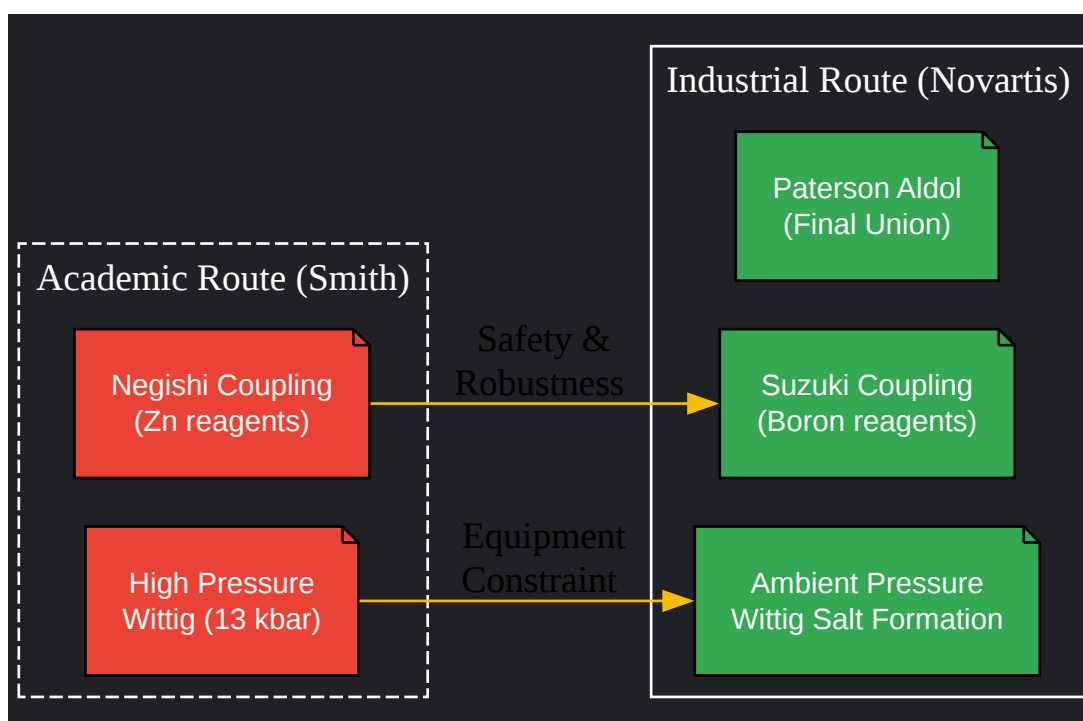 Industrial Route (Novartis)
Paterson Aldol
(Final Union)
Academic Route (Smith)
Negishi Coupling
(Zn reagents)
Safety &
Robustness
Suzuki Coupling
(Boron reagents)
High Pressure
Wittig (13 kbar)
Equipment
Constraint
Ambient Pressure
Wittig Salt Formation